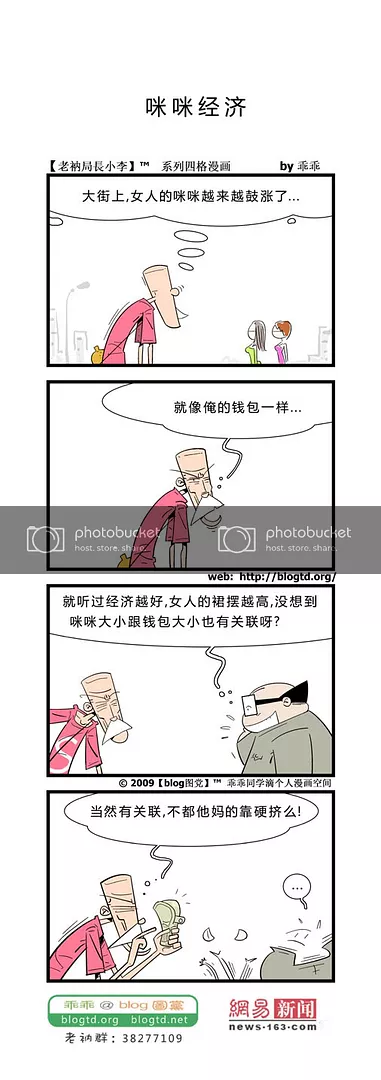 咪咪经济
【老衲局長小李】™ 系列四格漫画 by 乖乖
大街上,女人的咪咪越来越鼓涨了...
就像俺的钱包一样...
photobucket
host. store. share.
photobucket
host. store. share.
web: http://blogtd.org/
就听过经济越好,女人的裙摆越高,没想到
咪咪大小跟钱包大小也有关联呀?
© 2009【blog图党】™ 乖乖同学滴个人漫画空间
当然有关联,不都他妈的靠硬挤么!
...
乖乖@blog圖黨
blogtd.org blogtd.net
老衲群: 38277109
網易新闻
news·163.com